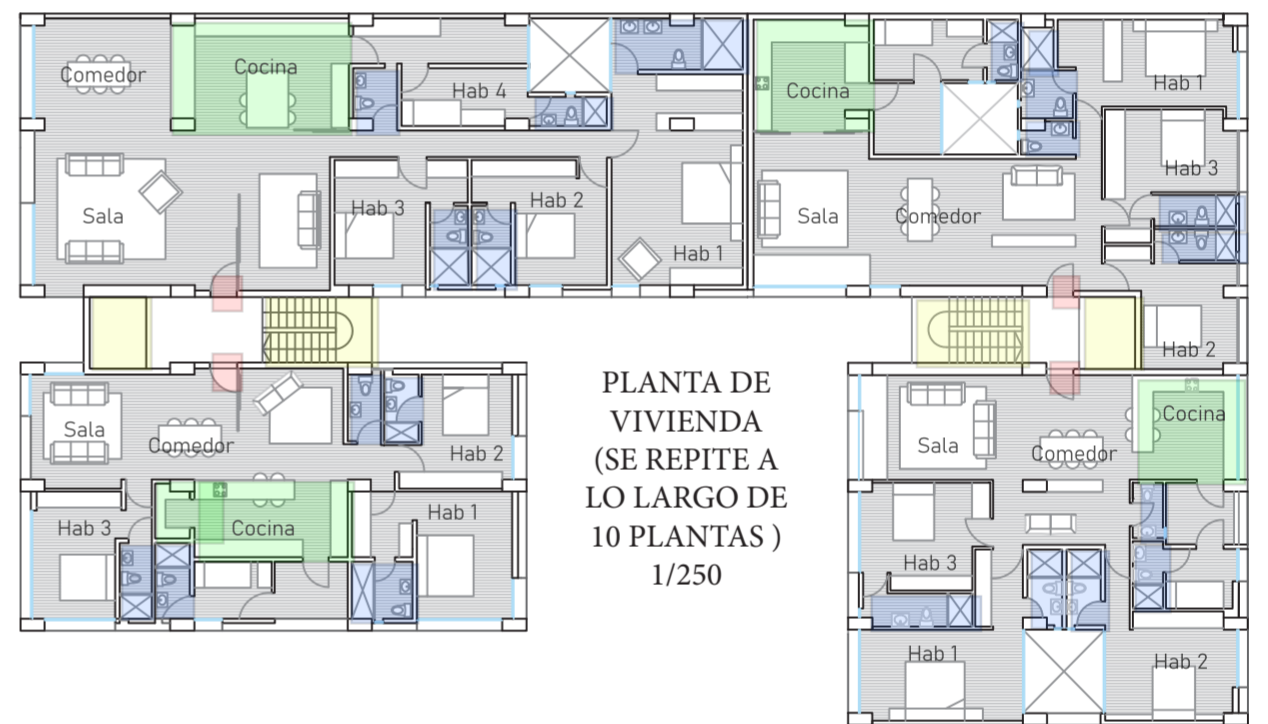 Comedor
Cocina
Hab 4
Sala
Hab 3
Hab 2
Hab 1
Cocina
Hab 1
Hab 3
Sala
Comedor
Hab 2
Sala
Comedor
Hab 2
Hab 3
Cocina
Hab 1
PLANTA DE
VIVIENDA
(SE REPITE A
LO LARGO DE
10 PLANTAS )
1/250
Cocina
Sala
Comedor
Hab 3
Hab 1
Hab 2